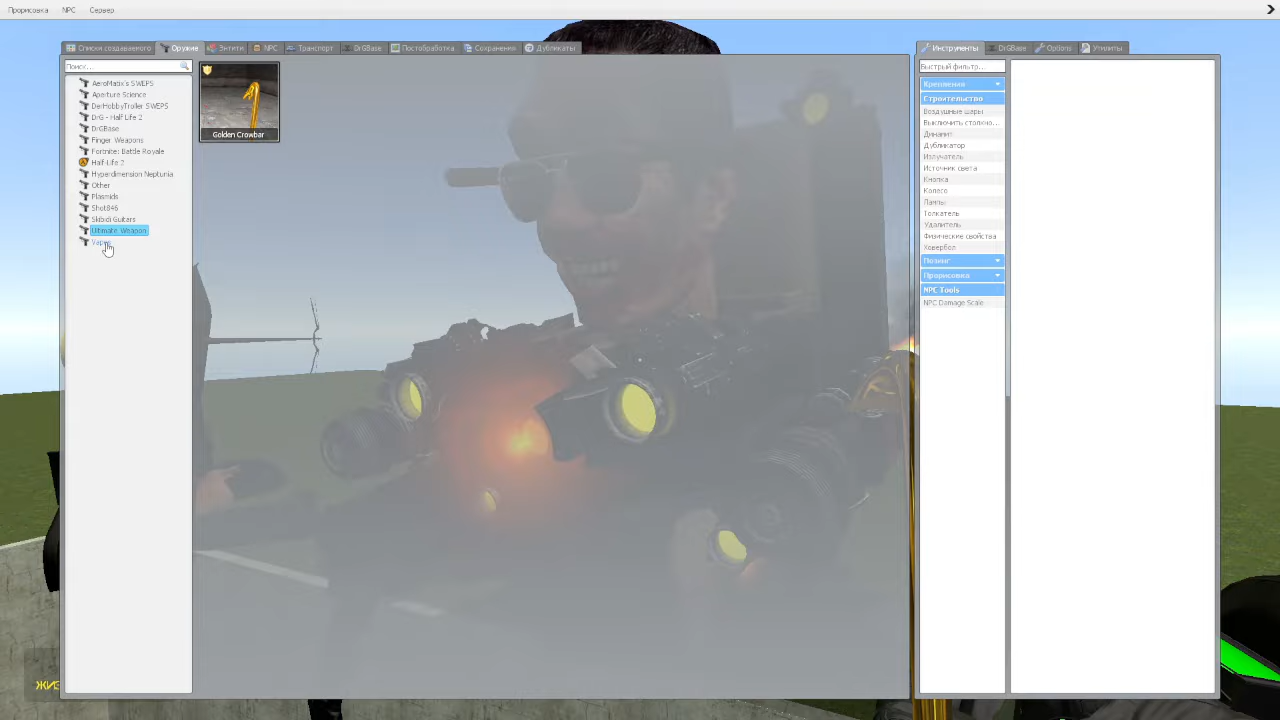 Прорисовка NPC Сервер
Списки создаваемого Оружие Энтити NPC Транспорт DrGBase Постобработка Сохранения Дубликаты
Поиск...
AeroMatix's SWEPS
Aperture Science
DerHobbyTroller SWEPS
DrG - Half Life 2
DrGBase
Finger Weapons
Fortnite: Battle Royale
Half-Life 2
Hyperdimension Neptunia
Other
Plasmids
Shot846
Skibidi Guitars
Ultimate Weapon
Golden Crowbar
Инструменты DrGBase Options Утилиты
Быстрый фильтр...
Крепления
Строительство
Воздушные шары
Выключить столкно...
Динамит
Дубликатор
Излучатель
Источник света
Кнопка
Колесо
Лампы
Толкатель
Удалитель
Физические свойства
Ховербол
Позинг
Прорисовка
NPC Tools
NPC Damage Scale